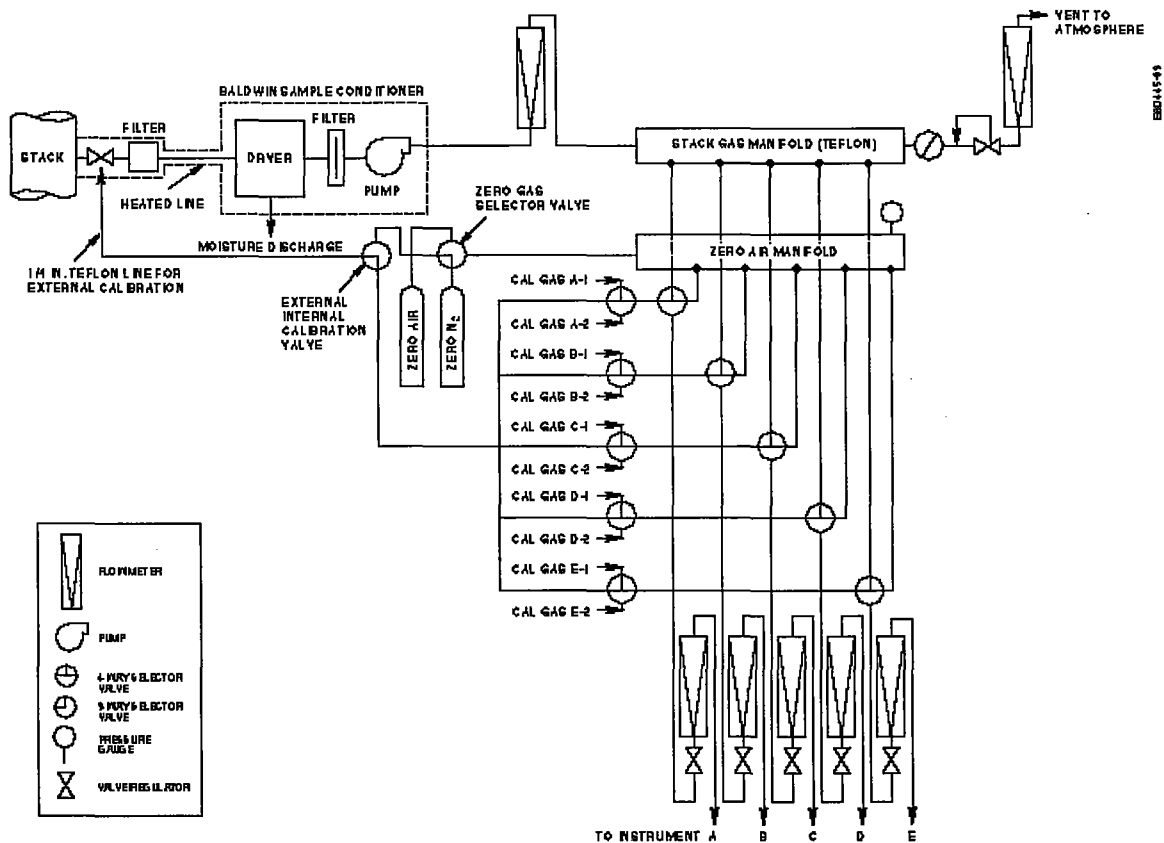 VENT TO
ATMOSPHERE
BALDWIN SAMPLE CONDITIONER
FILTER
FILTER
STACK
DRYER
PUMP
STACK GAS MANIFOLD (TEFLON)
HEATED LINE
ZERO GAS
SELECTOR VALVE
MOISTURE DISCHARGE
ZERO AIR MANIFOLD
1/4 IN. TEFLON LINE FOR
EXTERNAL CALIBRATION
EXTERNAL
INTERNAL
CALIBRATION
VALVE
ZERO AIR
ZERO N2
CAL GAS A-1
CAL GAS A-2
CAL GAS B-1
CAL GAS B-2
CAL GAS C-1
CAL GAS C-2
CAL GAS D-1
CAL GAS D-2
CAL GAS E-1
CAL GAS E-2
FLOWMETER
PUMP
4-WAY SELECTOR
VALVE
3-WAY SELECTOR
VALVE
PRESSURE
GAUGE
VALVE/REGULATOR
TO INSTRUMENT A B C D E